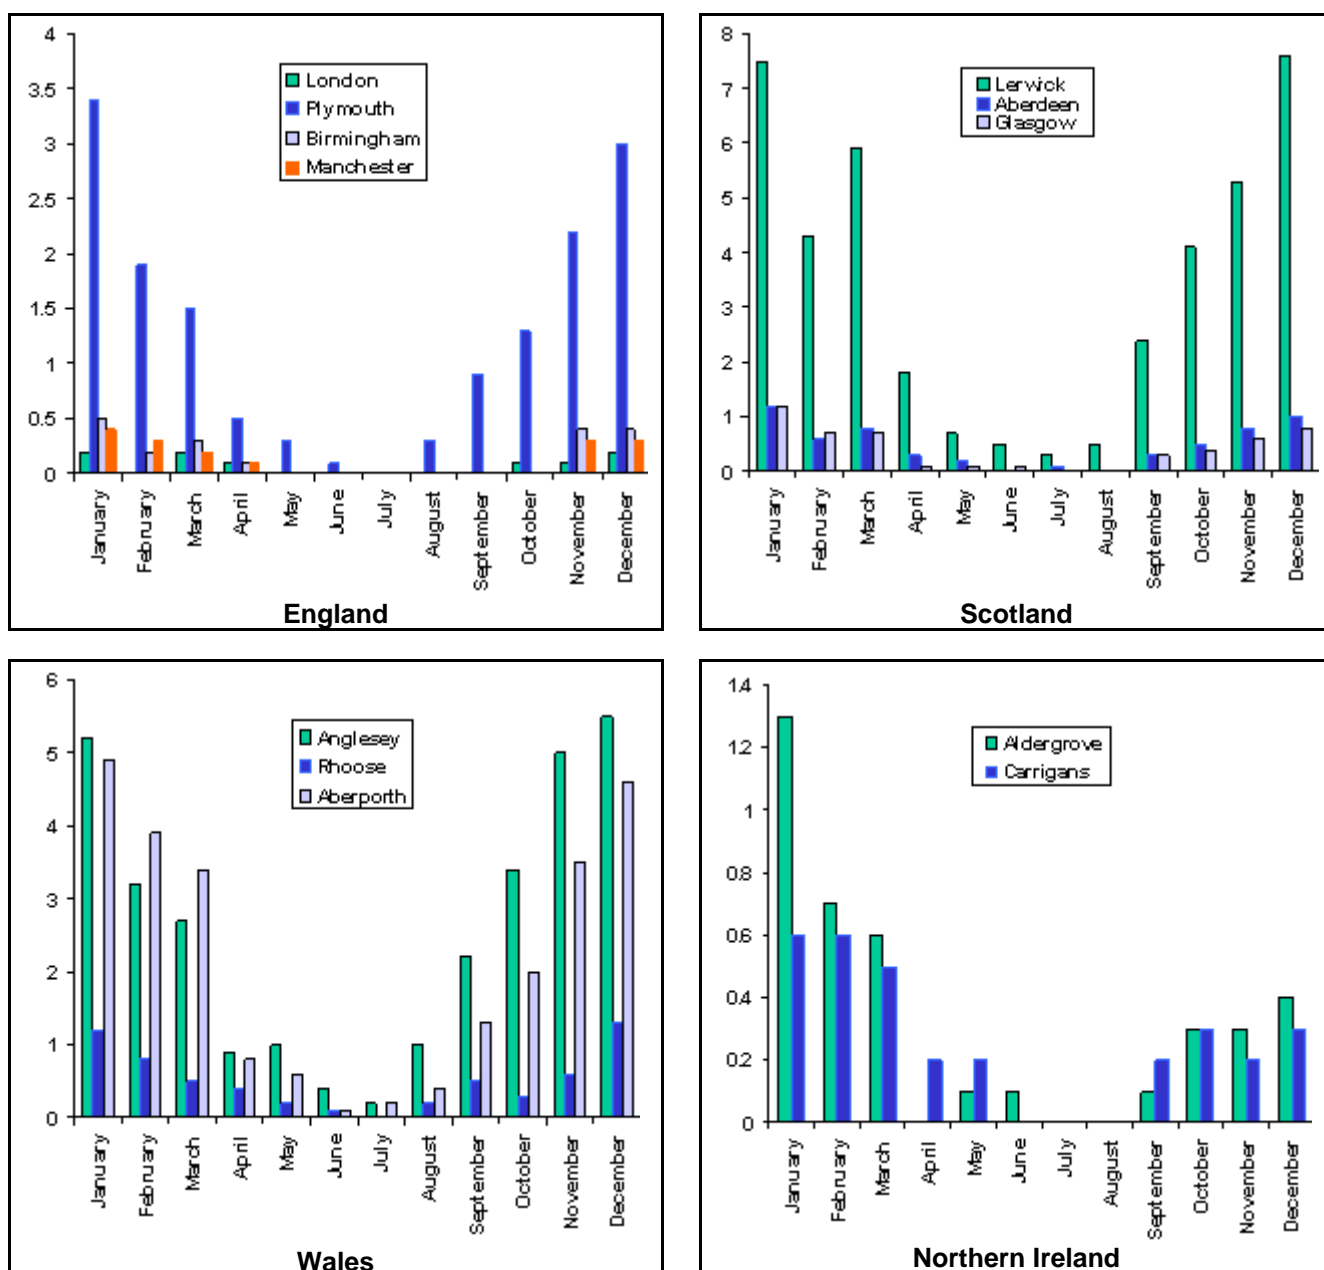 4
3.5
3
2.5
2
1.5
1
0.5
0
London
Plymouth
Birmingham
Manchester
January
February
March
April
May
June
July
August
September
October
November
December
England
8
7
6
5
4
3
2
1
0
Lerwick
Aberdeen
Glasgow
January
February
March
April
May
June
July
August
September
October
November
December
Scotland
6
5
4
3
2
1
0
Anglesey
Rhoose
Aberporth
January
February
March
April
May
June
July
August
September
October
November
December
Wales
1.4
1.2
1
0.8
0.6
0.4
0.2
0
Aldergrove
Carrigans
January
February
March
April
May
June
July
August
September
October
November
December
Northern Ireland